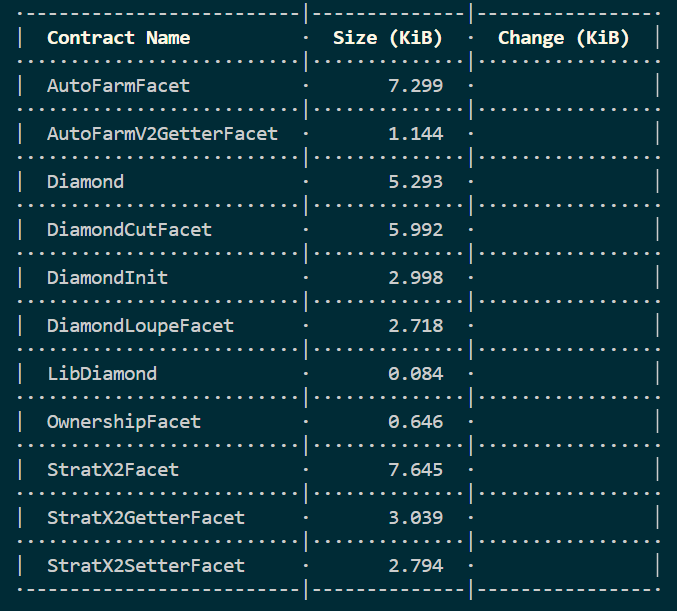 Contract Name Size (KiB) Change (KiB)
AutoFarmFacet 7.299
AutoFarmV2GetterFacet 1.144
Diamond 5.293
DiamondCutFacet 5.992
DiamondInit 2.998
DiamondLoupeFacet 2.718
LibDiamond 0.084
OwnershipFacet 0.646
StratX2Facet 7.645
StratX2GetterFacet 3.039
StratX2SetterFacet 2.794